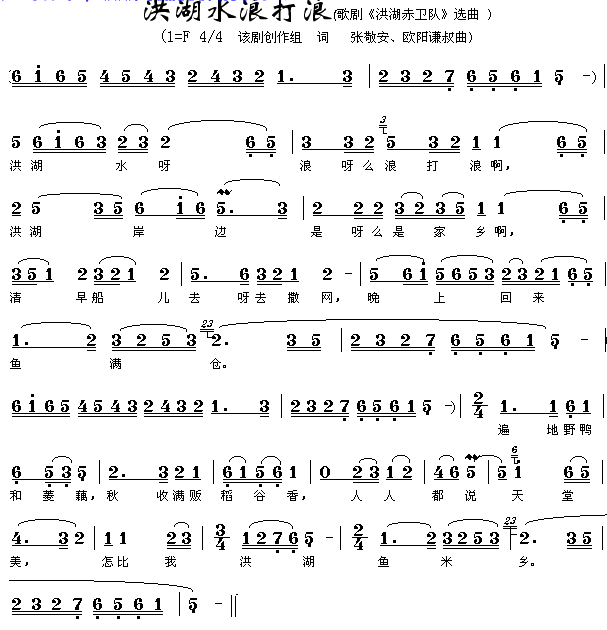 洪湖水浪打浪(歌剧《洪湖赤卫队》选曲 )
(1=F 4/4 该剧创作组 词 张敬安、欧阳谦叔曲)
(6 i 6 5 4 5 4 3 2 4 3 2 1. 3 | 2 3 2 7 6 5 6 1 5 -)|
5 6 i 6 3 2 3 2 6 5 | 3 3 3 2 3 5 3 2 1 1 6 5 |
洪 湖 水 呀 浪 呀 么 浪 打 浪 啊,
2 5 3 5 6 i 6 5. 3 | 2 2 2 3 2 3 5 1 1 6 5 |
洪 湖 岸 边 是 呀 么 是 家 乡 啊,
3 5 1 2 3 2 1 2 | 5. 6 3 2 1 2 - | 5 6 i 5 6 5 3 2 3 2 1 6 5 |
清 早 船 儿 去 呀 去 撒 网, 晚 上 回 来
1. 2 3 2 5 3 23 2. 3 5 | 2 3 2 7 6 5 6 1 5 - |
鱼 满 仓。
6 i 6 5 4 5 4 3 2 4 3 2 1. 3 | 2 3 2 7 6 5 6 1 5 -)| 2/4 1. 1 6 1 |
遍 地 野 鸭
6 5 3 5 | 2. 3 2 1 | 6 1 5 6 1 | 0 2 3 1 2 | 4 6 5 | 5 1 6 6 5 |
和 菱 藕, 秋 收 满 畈 稻 谷 香, 人 人 都 说 天 堂
4. 3 2 | 1 1 2 3 | 3/4 1 2 7 6 5 - | 2/4 1. 2 | 3 2 5 3 23 | 2. 3 5 |
美, 怎 比 我 洪 湖 鱼 米 乡。
2 3 2 7 6 5 6 1 | 5 - ‖